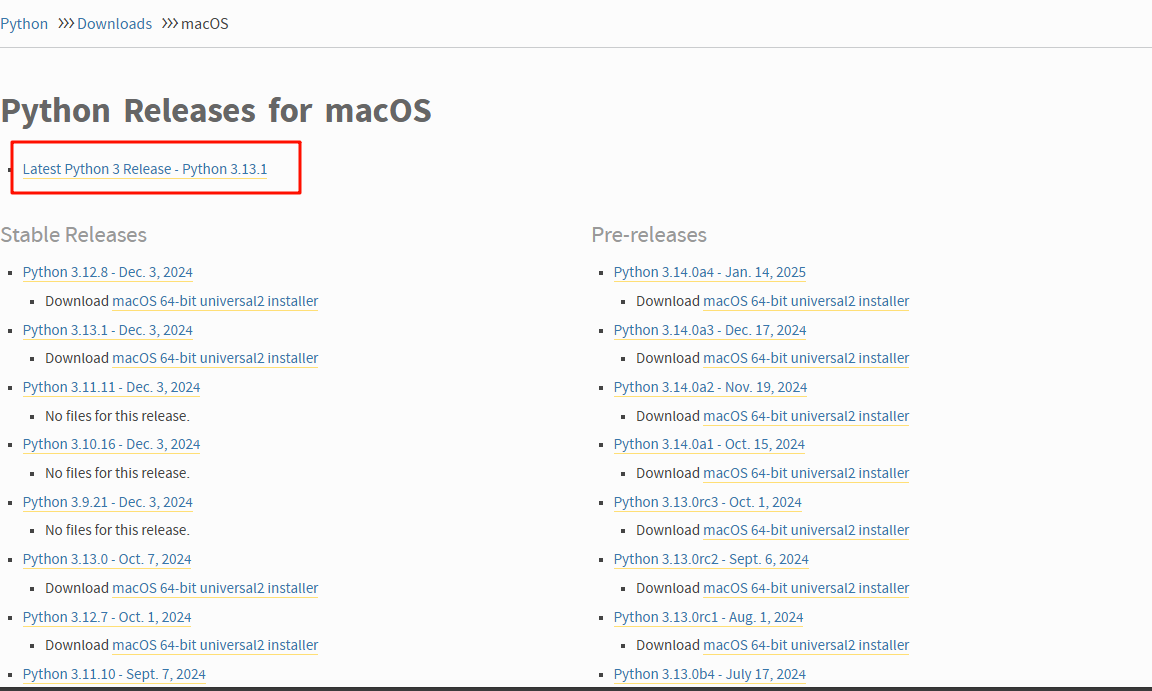 Python >>> Downloads >>> macOS
Python Releases for macOS
Latest Python 3 Release - Python 3.13.1
Stable Releases
Python 3.12.8 - Dec. 3, 2024
Download macOS 64-bit universal2 installer
Python 3.13.1 - Dec. 3, 2024
Download macOS 64-bit universal2 installer
Python 3.11.11 - Dec. 3, 2024
No files for this release.
Python 3.10.16 - Dec. 3, 2024
No files for this release.
Python 3.9.21 - Dec. 3, 2024
No files for this release.
Python 3.13.0 - Oct. 7, 2024
Download macOS 64-bit universal2 installer
Python 3.12.7 - Oct. 1, 2024
Download macOS 64-bit universal2 installer
Python 3.11.10 - Sept. 7, 2024
Pre-releases
Python 3.14.0a4 - Jan. 14, 2025
Download macOS 64-bit universal2 installer
Python 3.14.0a3 - Dec. 17, 2024
Download macOS 64-bit universal2 installer
Python 3.14.0a2 - Nov. 19, 2024
Download macOS 64-bit universal2 installer
Python 3.14.0a1 - Oct. 15, 2024
Download macOS 64-bit universal2 installer
Python 3.13.0rc3 - Oct. 1, 2024
Download macOS 64-bit universal2 installer
Python 3.13.0rc2 - Sept. 6, 2024
Download macOS 64-bit universal2 installer
Python 3.13.0rc1 - Aug. 1, 2024
Download macOS 64-bit universal2 installer
Python 3.13.0b4 - July 17, 2024